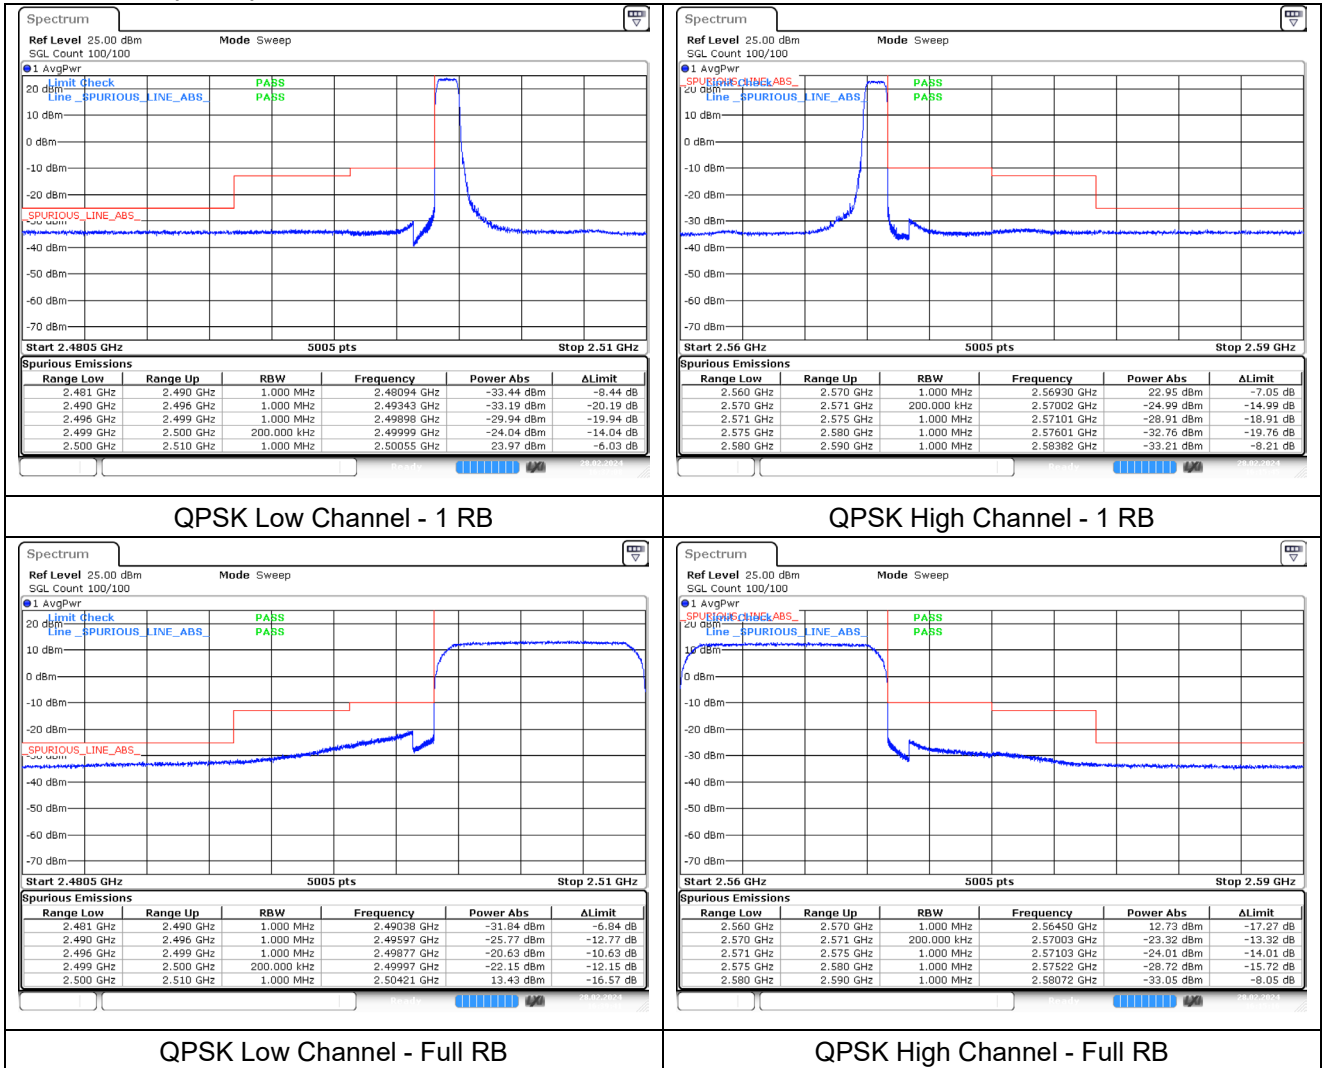 Spectrum
Ref Level 25.00 dBm Mode Sweep
SGL Count 100/100
1 AvgPwr
Limit Check PASS
Line _SPURIOUS_LINE_ABS_ PASS
20 dBm
10 dBm
0 dBm
-10 dBm
-20 dBm
_SPURIOUS_LINE_ABS_
-30 dBm
-40 dBm
-50 dBm
-60 dBm
-70 dBm
Start 2.4805 GHz 5005 pts Stop 2.51 GHz
Spurious Emissions
Range Low Range Up RBW Frequency Power Abs ΔLimit
2.481 GHz 2.490 GHz 1.000 MHz 2.48094 GHz -33.44 dBm -8.44 dB
2.490 GHz 2.496 GHz 1.000 MHz 2.49343 GHz -33.19 dBm -20.19 dB
2.496 GHz 2.499 GHz 1.000 MHz 2.49898 GHz -29.94 dBm -19.94 dB
2.499 GHz 2.500 GHz 200.000 kHz 2.49999 GHz -24.04 dBm -14.04 dB
2.500 GHz 2.510 GHz 1.000 MHz 2.50055 GHz 23.97 dBm -6.03 dB
28.02.2024
QPSK Low Channel - 1 RB
Spectrum
Ref Level 25.00 dBm Mode Sweep
SGL Count 100/100
1 AvgPwr
_SPURIOUS_LINE_ABS_
Limit Check PASS
20 dBm
Line _SPURIOUS_LINE_ABS_ PASS
10 dBm
0 dBm
-10 dBm
-20 dBm
-30 dBm
-40 dBm
-50 dBm
-60 dBm
-70 dBm
Start 2.56 GHz 5005 pts Stop 2.59 GHz
Spurious Emissions
Range Low Range Up RBW Frequency Power Abs ΔLimit
2.560 GHz 2.570 GHz 1.000 MHz 2.56930 GHz 22.95 dBm -7.05 dB
2.570 GHz 2.571 GHz 200.000 kHz 2.57002 GHz -24.99 dBm -14.99 dB
2.571 GHz 2.575 GHz 1.000 MHz 2.57101 GHz -28.91 dBm -18.91 dB
2.575 GHz 2.580 GHz 1.000 MHz 2.57601 GHz -32.76 dBm -19.76 dB
2.580 GHz 2.590 GHz 1.000 MHz 2.58382 GHz -33.21 dBm -8.21 dB
28.02.2024
QPSK High Channel - 1 RB
Spectrum
Ref Level 25.00 dBm Mode Sweep
SGL Count 100/100
1 AvgPwr
Limit Check PASS
20 dBm
Line _SPURIOUS_LINE_ABS_ PASS
10 dBm
0 dBm
-10 dBm
-20 dBm
_SPURIOUS_LINE_ABS_
-30 dBm
-40 dBm
-50 dBm
-60 dBm
-70 dBm
Start 2.4805 GHz 5005 pts Stop 2.51 GHz
Spurious Emissions
Range Low Range Up RBW Frequency Power Abs ΔLimit
2.481 GHz 2.490 GHz 1.000 MHz 2.49038 GHz -31.84 dBm -6.84 dB
2.490 GHz 2.496 GHz 1.000 MHz 2.49597 GHz -25.77 dBm -12.77 dB
2.496 GHz 2.499 GHz 1.000 MHz 2.49877 GHz -20.63 dBm -10.63 dB
2.499 GHz 2.500 GHz 200.000 kHz 2.49997 GHz -22.15 dBm -12.15 dB
2.500 GHz 2.510 GHz 1.000 MHz 2.50421 GHz 13.43 dBm -16.57 dB
28.02.2024
QPSK Low Channel - Full RB
Spectrum
Ref Level 25.00 dBm Mode Sweep
SGL Count 100/100
1 AvgPwr
_SPURIOUS_LINE_ABS_
Limit Check PASS
20 dBm
Line _SPURIOUS_LINE_ABS_ PASS
10 dBm
0 dBm
-10 dBm
-20 dBm
-30 dBm
-40 dBm
-50 dBm
-60 dBm
-70 dBm
Start 2.56 GHz 5005 pts Stop 2.59 GHz
Spurious Emissions
Range Low Range Up RBW Frequency Power Abs ΔLimit
2.560 GHz 2.570 GHz 1.000 MHz 2.56450 GHz 12.73 dBm -17.27 dB
2.570 GHz 2.571 GHz 200.000 kHz 2.57003 GHz -23.32 dBm -13.32 dB
2.571 GHz 2.575 GHz 1.000 MHz 2.57103 GHz -24.01 dBm -14.01 dB
2.575 GHz 2.580 GHz 1.000 MHz 2.57522 GHz -28.72 dBm -15.72 dB
2.580 GHz 2.590 GHz 1.000 MHz 2.58072 GHz -33.05 dBm -8.05 dB
28.02.2024
QPSK High Channel - Full RB